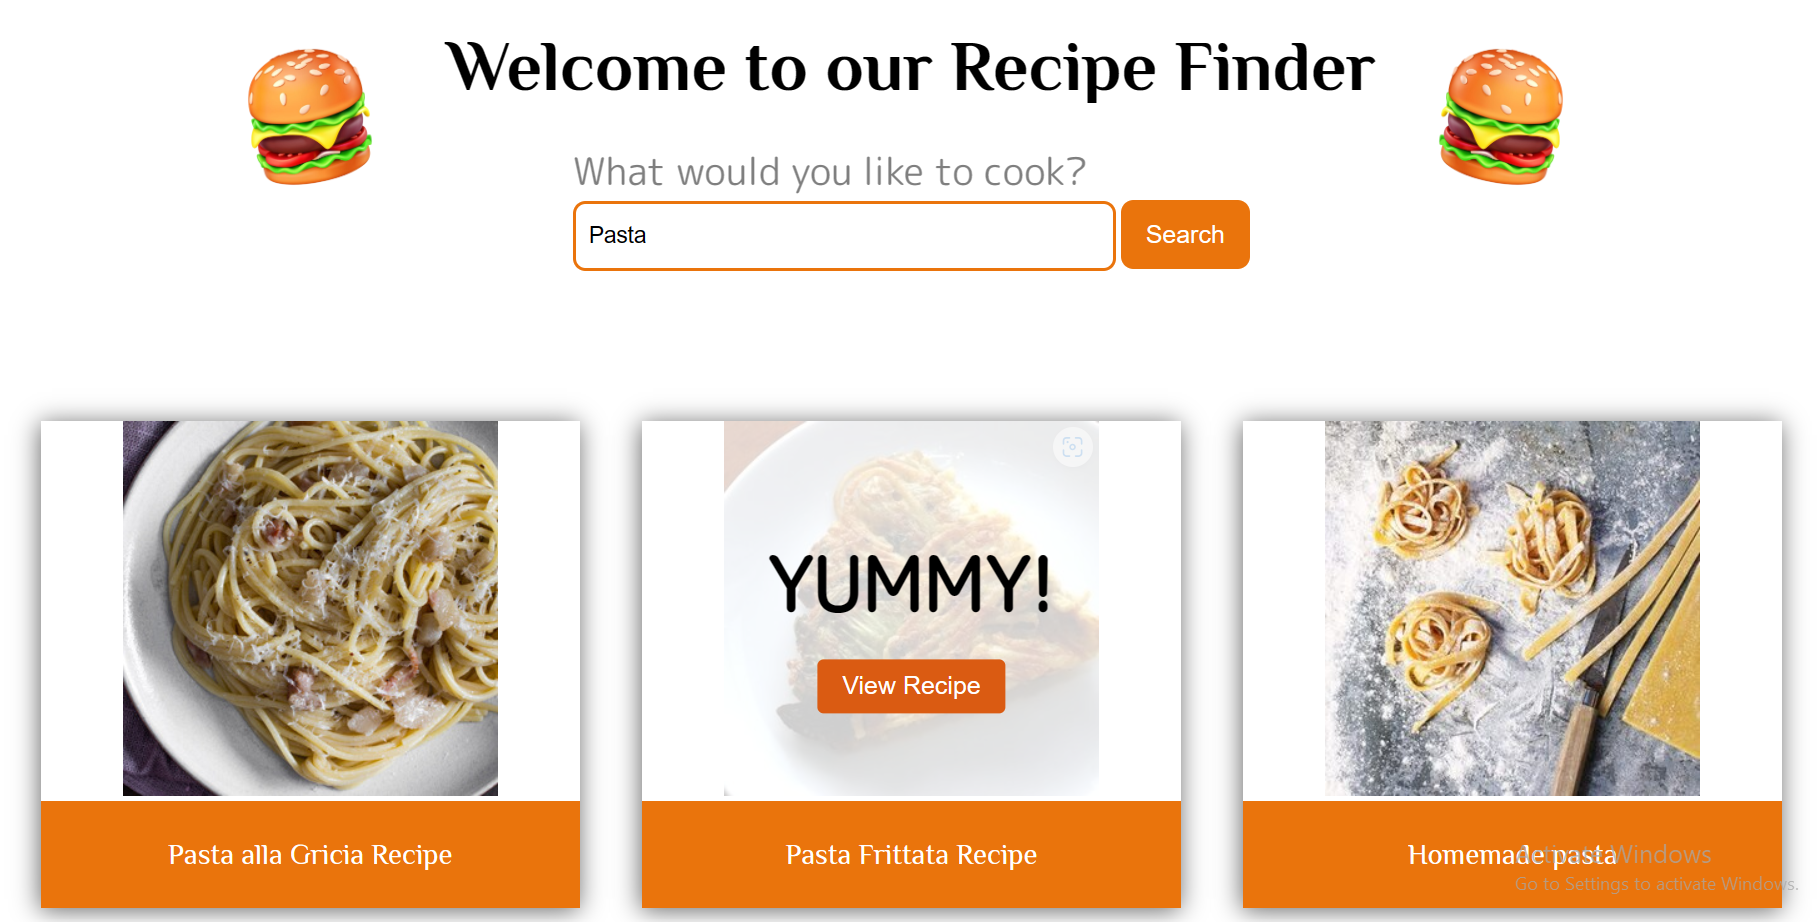 Welcome to our Recipe Finder
What would you like to cook?
Pasta
Search
YUMMY!
View Recipe
Pasta alla Gricia Recipe
Pasta Frittata Recipe
Homemade pasta
Activate Windows
Go to Settings to activate Windows.